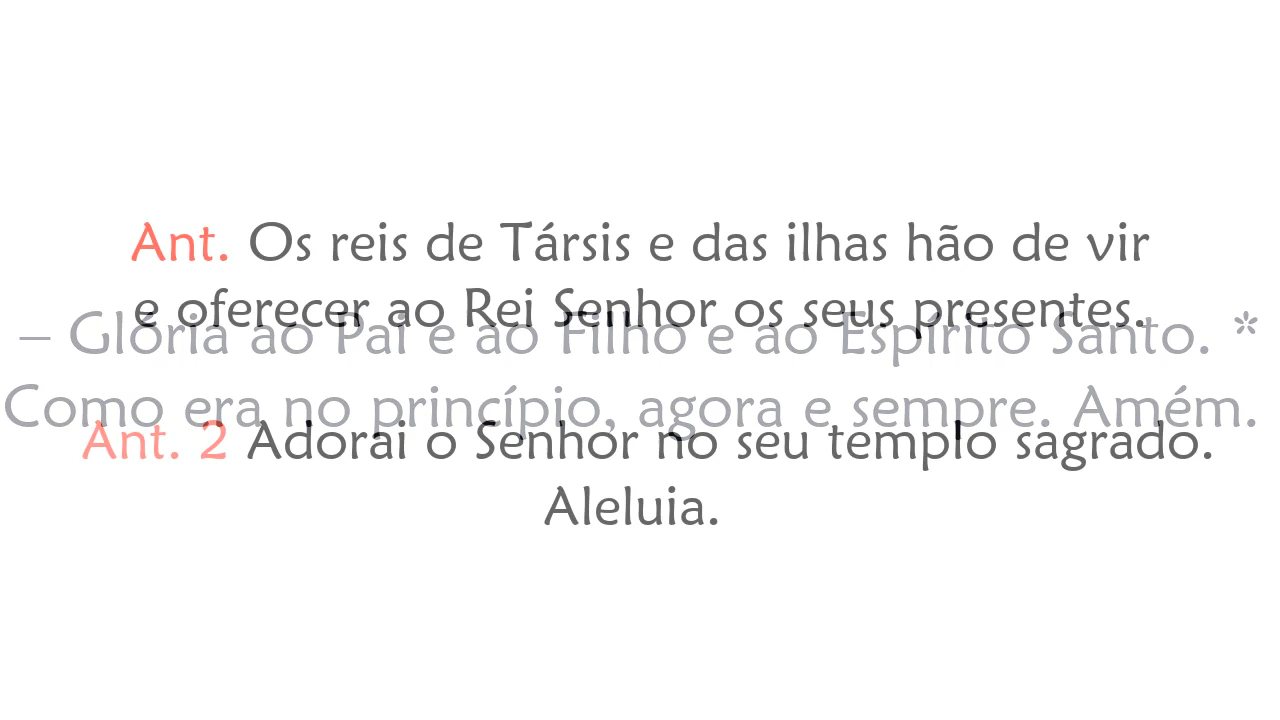 Ant. Os reis de Társis e das ilhas hão de vir
e oferecer ao Rei Senhor os seus presentes.
– Glória ao Pai e ao Filho e ao Espírito Santo. *
Como era no princípio, agora e sempre. Amém.
Ant. 2 Adorai o Senhor no seu templo sagrado.
Aleluia.